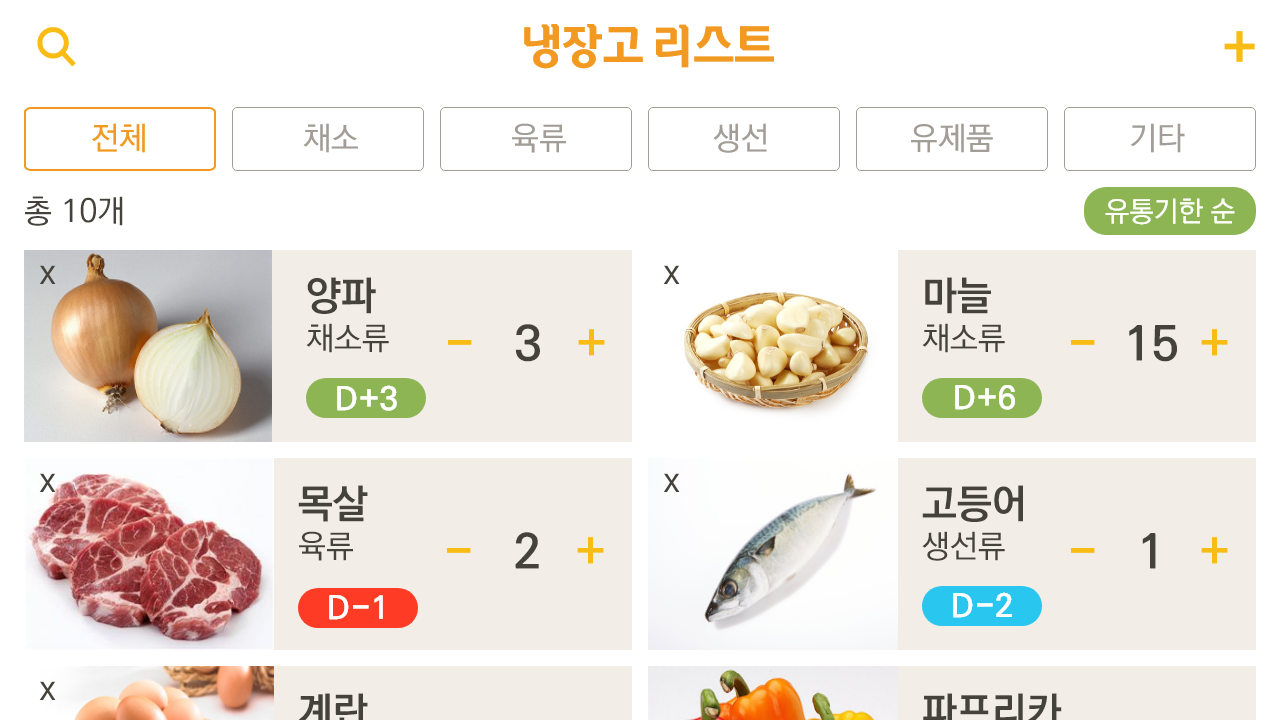 냉장고 리스트 +
전체 채소 육류 생선 유제품 기타
총 10개 유통기한 순
X 양파
채소류 - 3 +
D+3
X 마늘
채소류 - 15 +
D+6
X 목살
육류 - 2 +
D-1
X 고등어
생선류 - 1 +
D-2
X 계란
파프리카